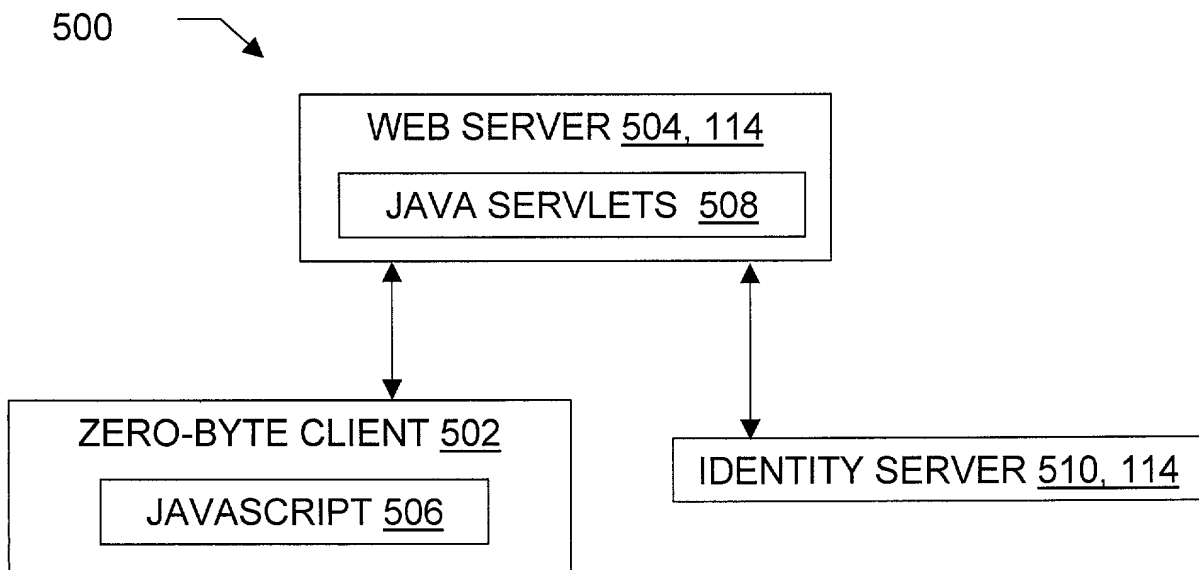 500
WEB SERVER 504, 114
JAVA SERVLETS 508
ZERO-BYTE CLIENT 502
JAVASCRIPT 506
IDENTITY SERVER 510, 114